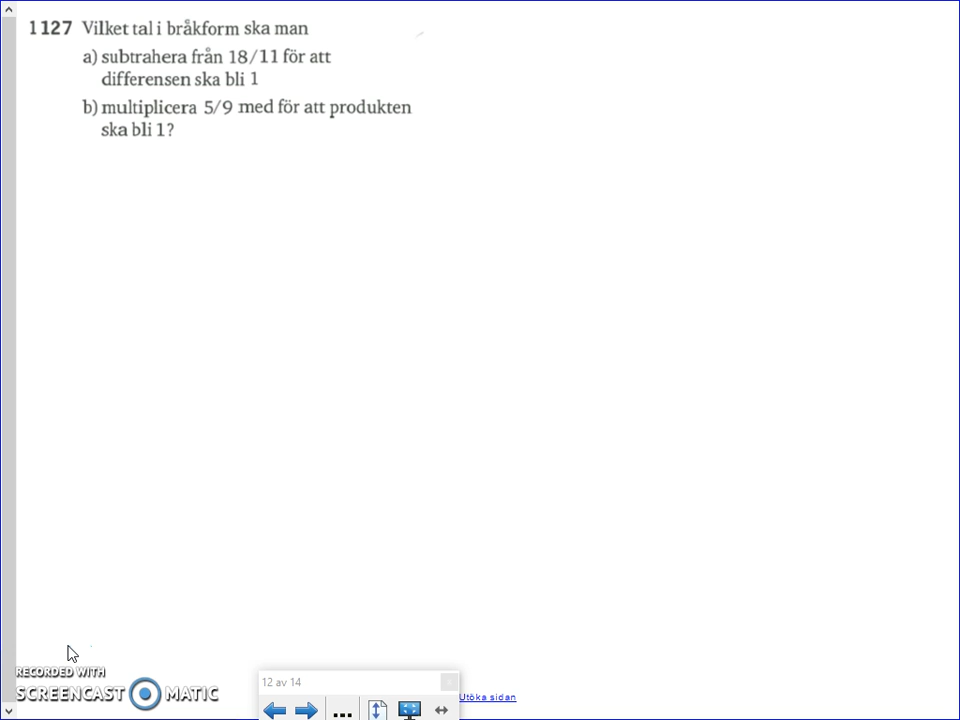 1127 Vilket tal i bråkform ska man
a) subtrahera från 18/11 för att
differensen ska bli 1
b) multiplicera 5/9 med för att produkten
ska bli 1?
RECORDED WITH
SCREENCAST MATIC
12 av 14
Utöka sidan